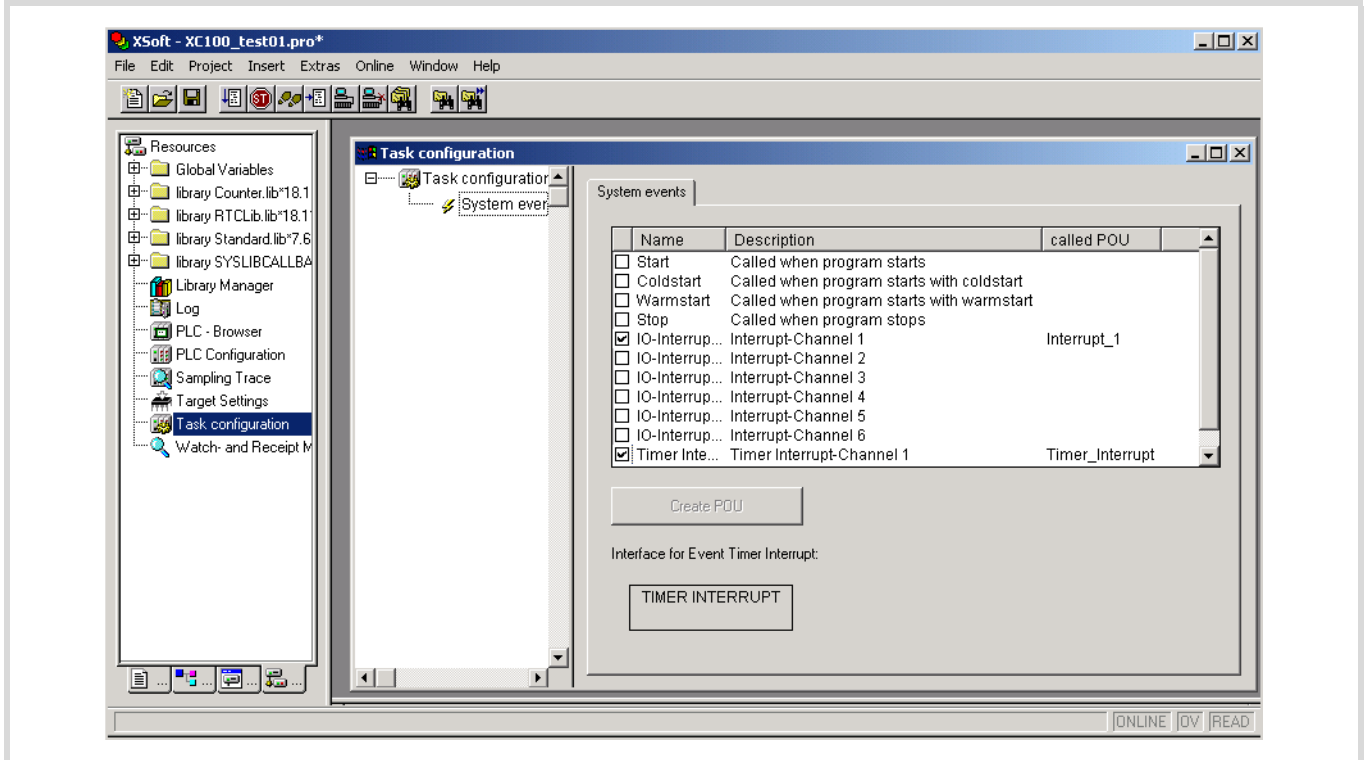 XSoft - XC100_test01.pro*
File Edit Project Insert Extras Online Window Help
ST
Resources
Global Variables
library Counter.lib*18.1
library RTCLib.lib*18.1
library Standard.lib*7.6
library SYSLIBCALLBA
Library Manager
Log
PLC - Browser
PLC Configuration
Sampling Trace
Target Settings
Task configuration
Watch- and Receipt M
... ... ... ...
Task configuration
Task configuration
System even
System events
Name Description called POU
Start Called when program starts
Coldstart Called when program starts with coldstart
Warmstart Called when program starts with warmstart
Stop Called when program stops
IO-Interrup... Interrupt-Channel 1 Interrupt_1
IO-Interrup... Interrupt-Channel 2
IO-Interrup... Interrupt-Channel 3
IO-Interrup... Interrupt-Channel 4
IO-Interrup... Interrupt-Channel 5
IO-Interrup... Interrupt-Channel 6
Timer Inte... Timer Interrupt-Channel 1 Timer_Interrupt
Create POU
Interface for Event Timer Interrupt:
TIMER INTERRUPT
ONLINE OV READ